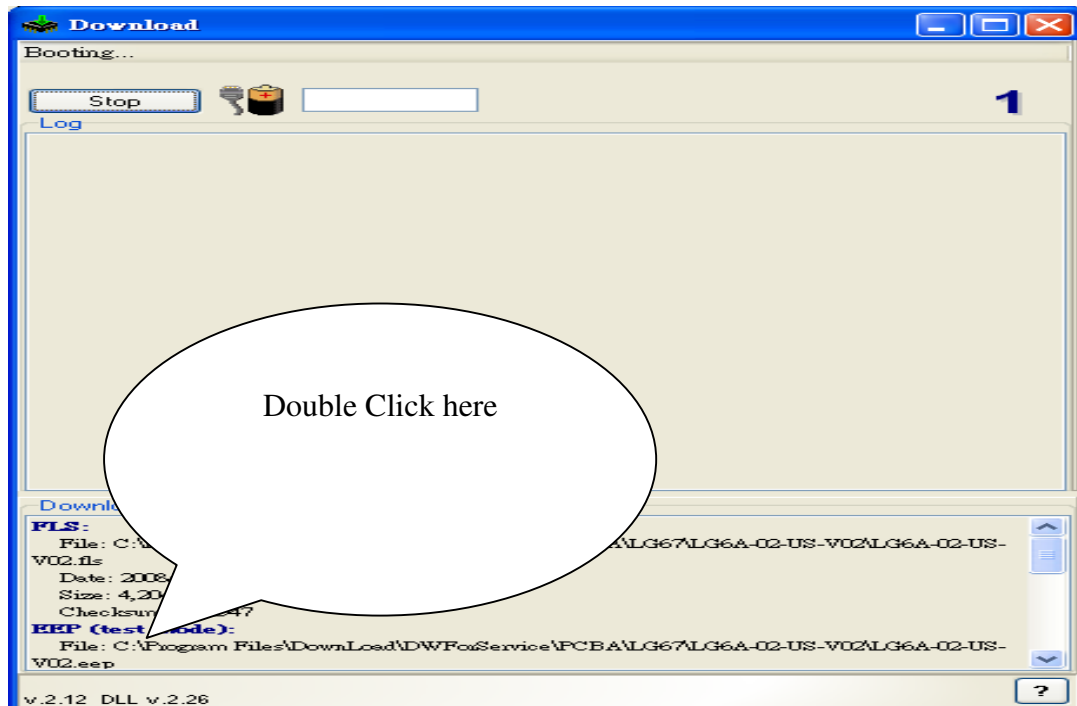 Download
Booting...
Stop
1
Log
Double Click here
FLS:
File: C:\ A\LG67\LG6A-02-US-V02\LG6A-02-US-
V02.fls
Date: 2008
Size: 4,20
Checksum 47
EEP (test mode):
File: C:\Program Files\DownLoad\DWForService\PCBA\LG67\LG6A-02-US-V02\LG6A-02-US-
V02.eep
v.2.12 DLL v.2.26
?